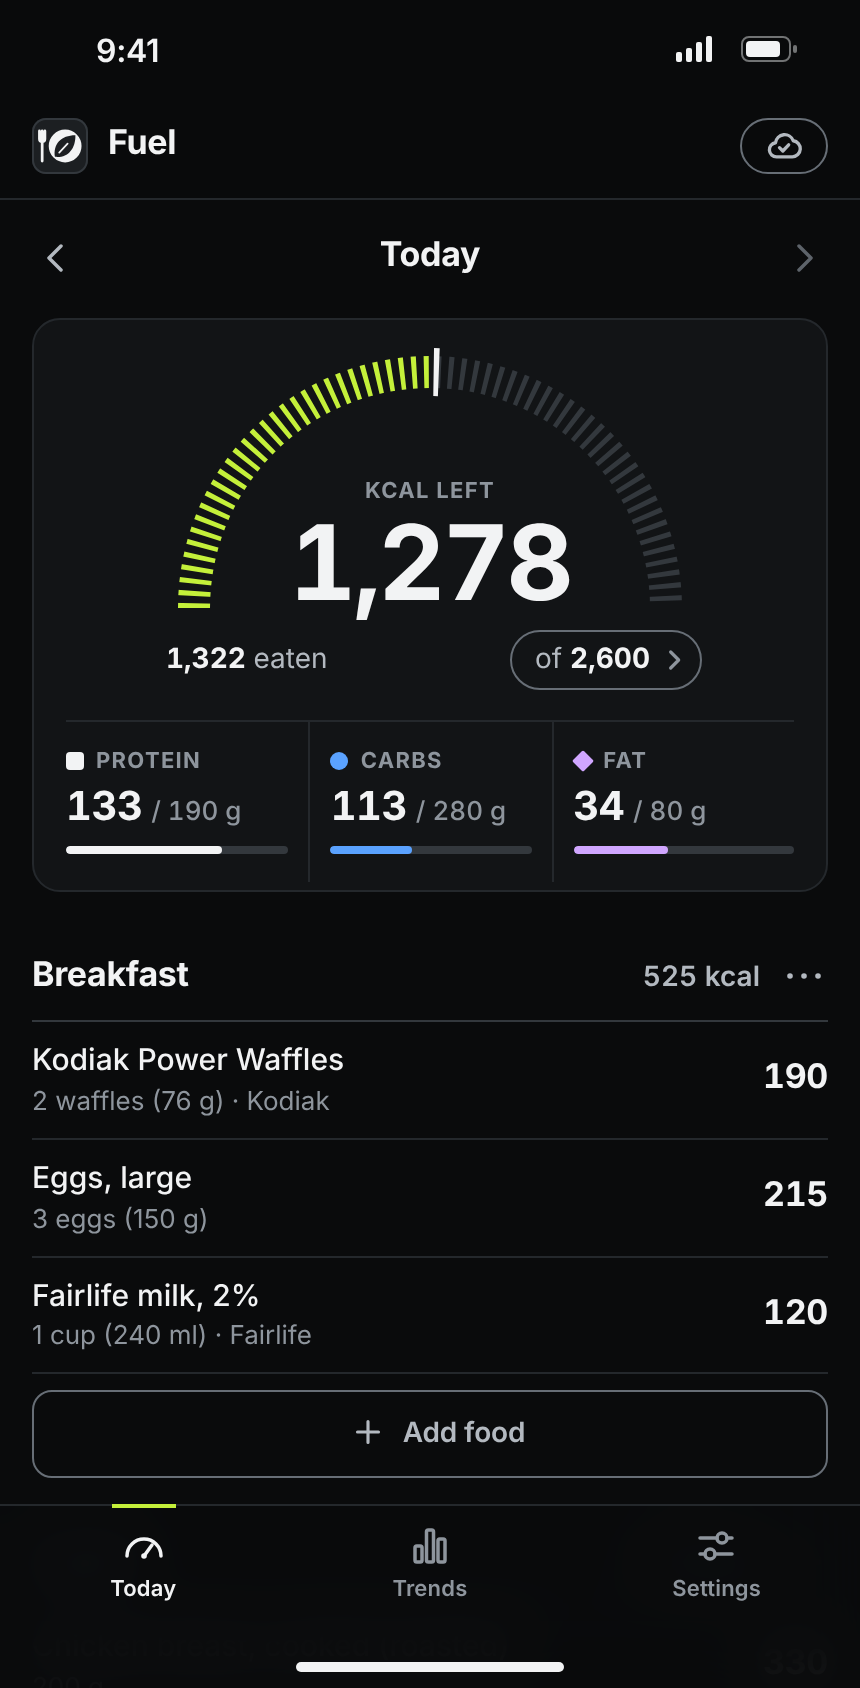 9:41
Fuel
Today
KCAL LEFT
1,278
1,322 eaten
of 2,600
PROTEIN
133 / 190 g
CARBS
113 / 280 g
FAT
34 / 80 g
Breakfast 525 kcal
Kodiak Power Waffles
2 waffles (76 g) · Kodiak
190
Eggs, large
3 eggs (150 g)
215
Fairlife milk, 2%
1 cup (240 ml) · Fairlife
120
Add food
Today
Trends
Settings
330